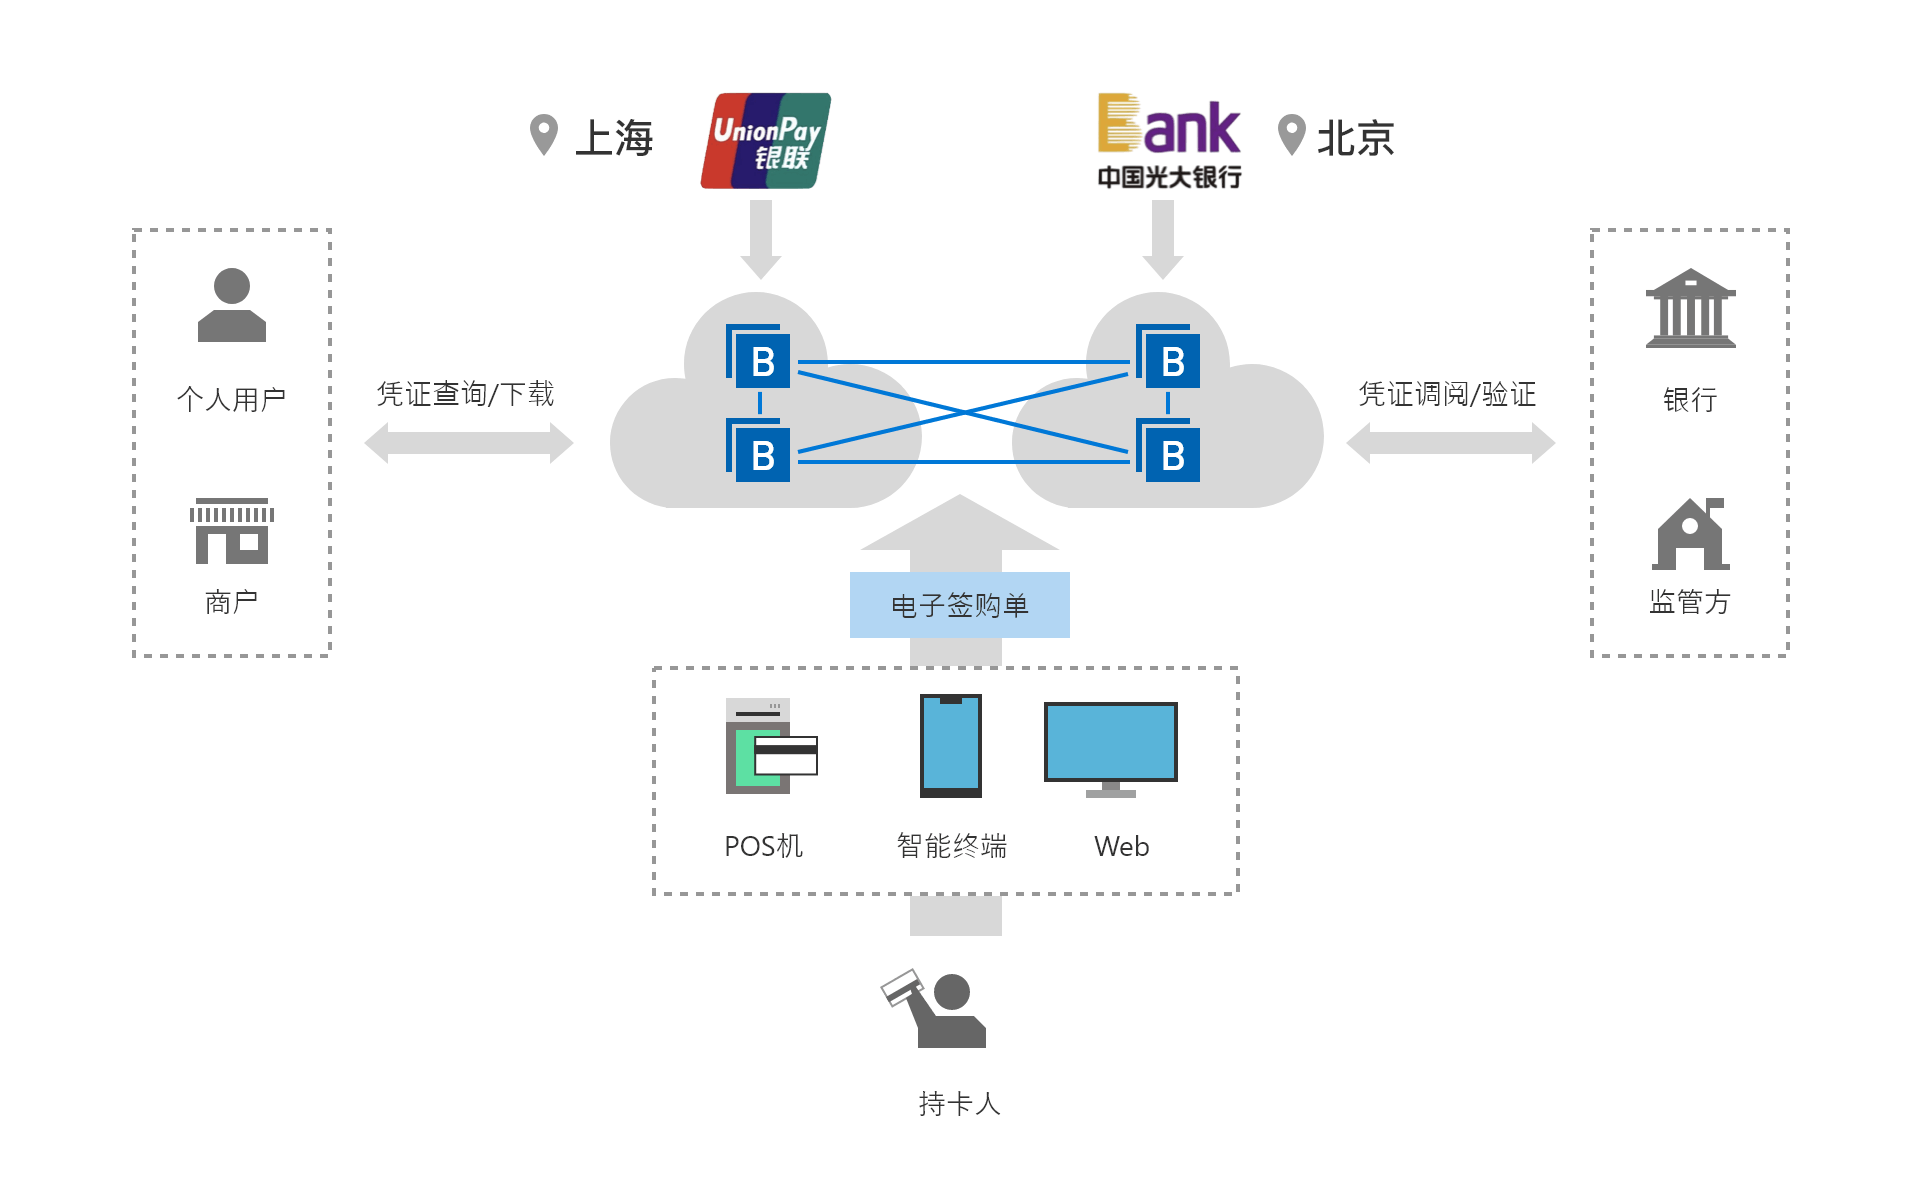 上海
UnionPay
银联
Bank
中国光大银行
北京
个人用户
商户
凭证查询/下载
B
B
B
B
凭证调阅/验证
银行
监管方
电子签购单
POS机
智能终端
Web
持卡人